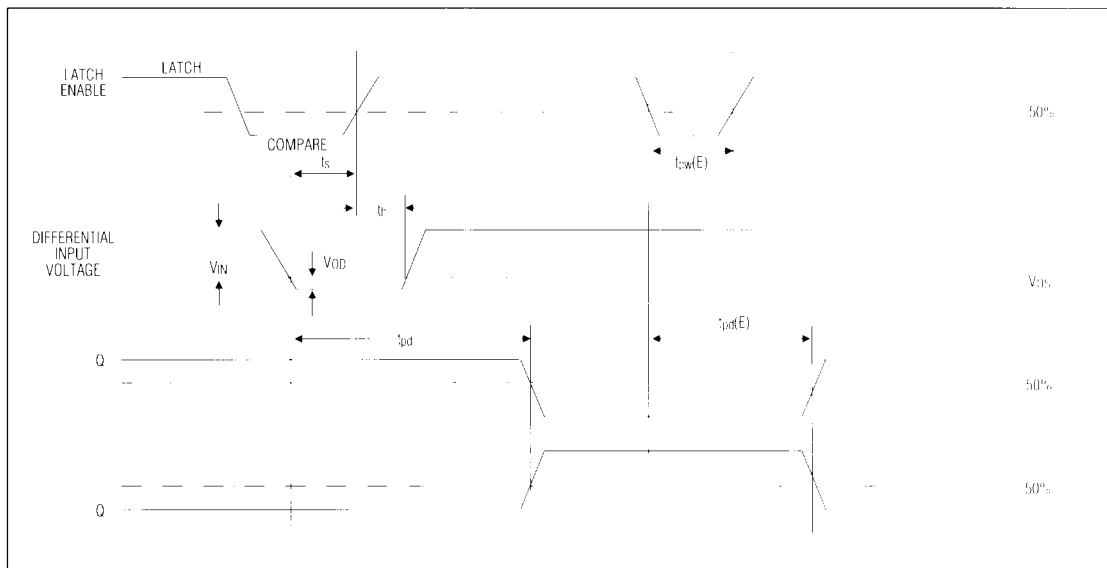 LATCH
ENABLE
LATCH
COMPARE
50%
ts
tpw(E)
th
DIFFERENTIAL
INPUT
VOLTAGE
VIN
VOD
VOS
tpd
tpd(E)
Q
50%
Q
50%